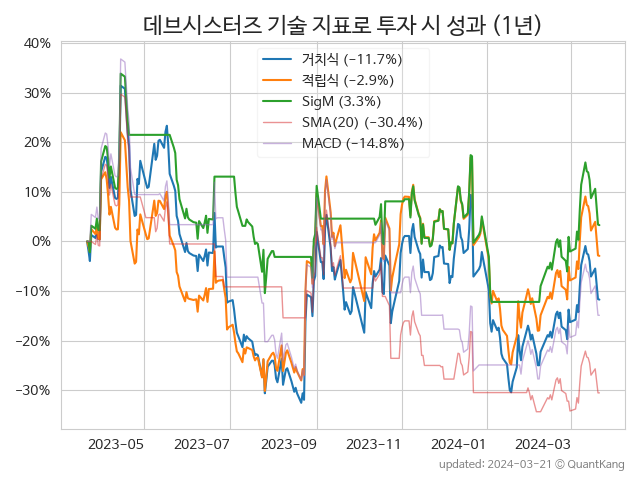 데브시스터즈 기술 지표로 투자 시 성과 (1년)
40%
30%
20%
10%
0%
−10%
−20%
−30%
거치식 (−11.7%)
적립식 (−2.9%)
SigM (3.3%)
SMA(20) (−30.4%)
MACD (−14.8%)
2023-05 2023-07 2023-09 2023-11 2024-01 2024-03
updated: 2024-03-21 © QuantKang